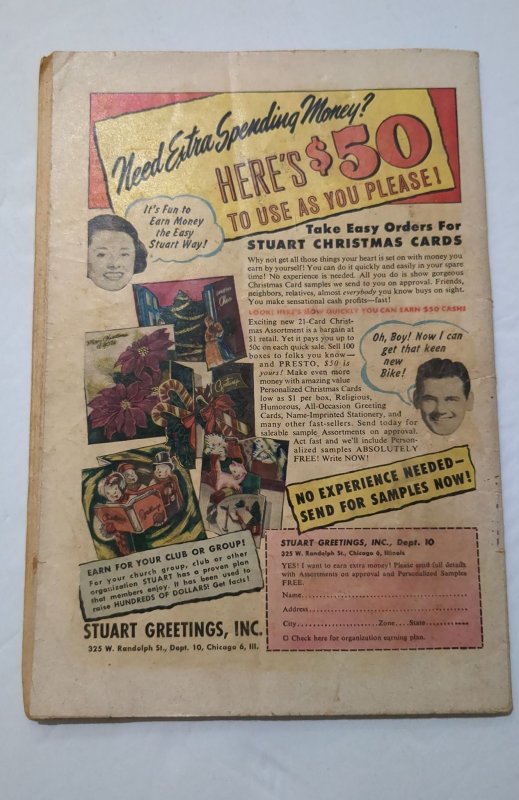 Need Extra Spending Money?
HERE'S $50
TO USE AS YOU PLEASE!
It's Fun to
Earn Money
the Easy
Stuart Way!
Take Easy Orders For
STUART CHRISTMAS CARDS
Why not get all those things your heart is set on with money you
earn by yourself! You can do it quickly and easily in your spare
time! No experience is needed. All you do is show gorgeous
Christmas Card samples we send to you on approval. Friends,
neighbors, relatives, almost everybody you know buys on sight.
You make sensational cash profits—fast!
LOOK! HERE'S HOW QUICKLY YOU CAN EARN $50 CASH!
Exciting new 21-Card Christ-
mas Assortment is a bargain at
$1 retail. Yet it pays you up to
50c on each quick sale. Sell 100
boxes to folks you know—
and PRESTO, $50 is
yours! Make even more
money with amazing value
Personalized Christmas Cards
low as $1 per box, Religious,
Humorous, All-Occasion Greeting
Cards, Name-Imprinted Stationery, and
many other fast-sellers. Send today for
saleable sample Assortments on approval.
Act fast and we'll include Person-
alized samples ABSOLUTELY
FREE! Write NOW!
Oh, Boy! Now I can
get that keen
new
Bike!
NO EXPERIENCE NEEDED—
SEND FOR SAMPLES NOW!
EARN FOR YOUR CLUB OR GROUP!
For your church group, club or other
organization STUART has a proven plan
that members enjoy. It has been used to
raise HUNDREDS OF DOLLARS! Get facts!
STUART GREETINGS, INC.
325 W. Randolph St., Dept. 10, Chicago 6, Ill.
STUART GREETINGS, INC., Dept. 10
325 W. Randolph St., Chicago 6, Illinois
YES! I want to earn extra money! Please send full details
with Assortments on approval and Personalized Samples
FREE.
Name
Address
City Zone State
Check here for organization earning plan.